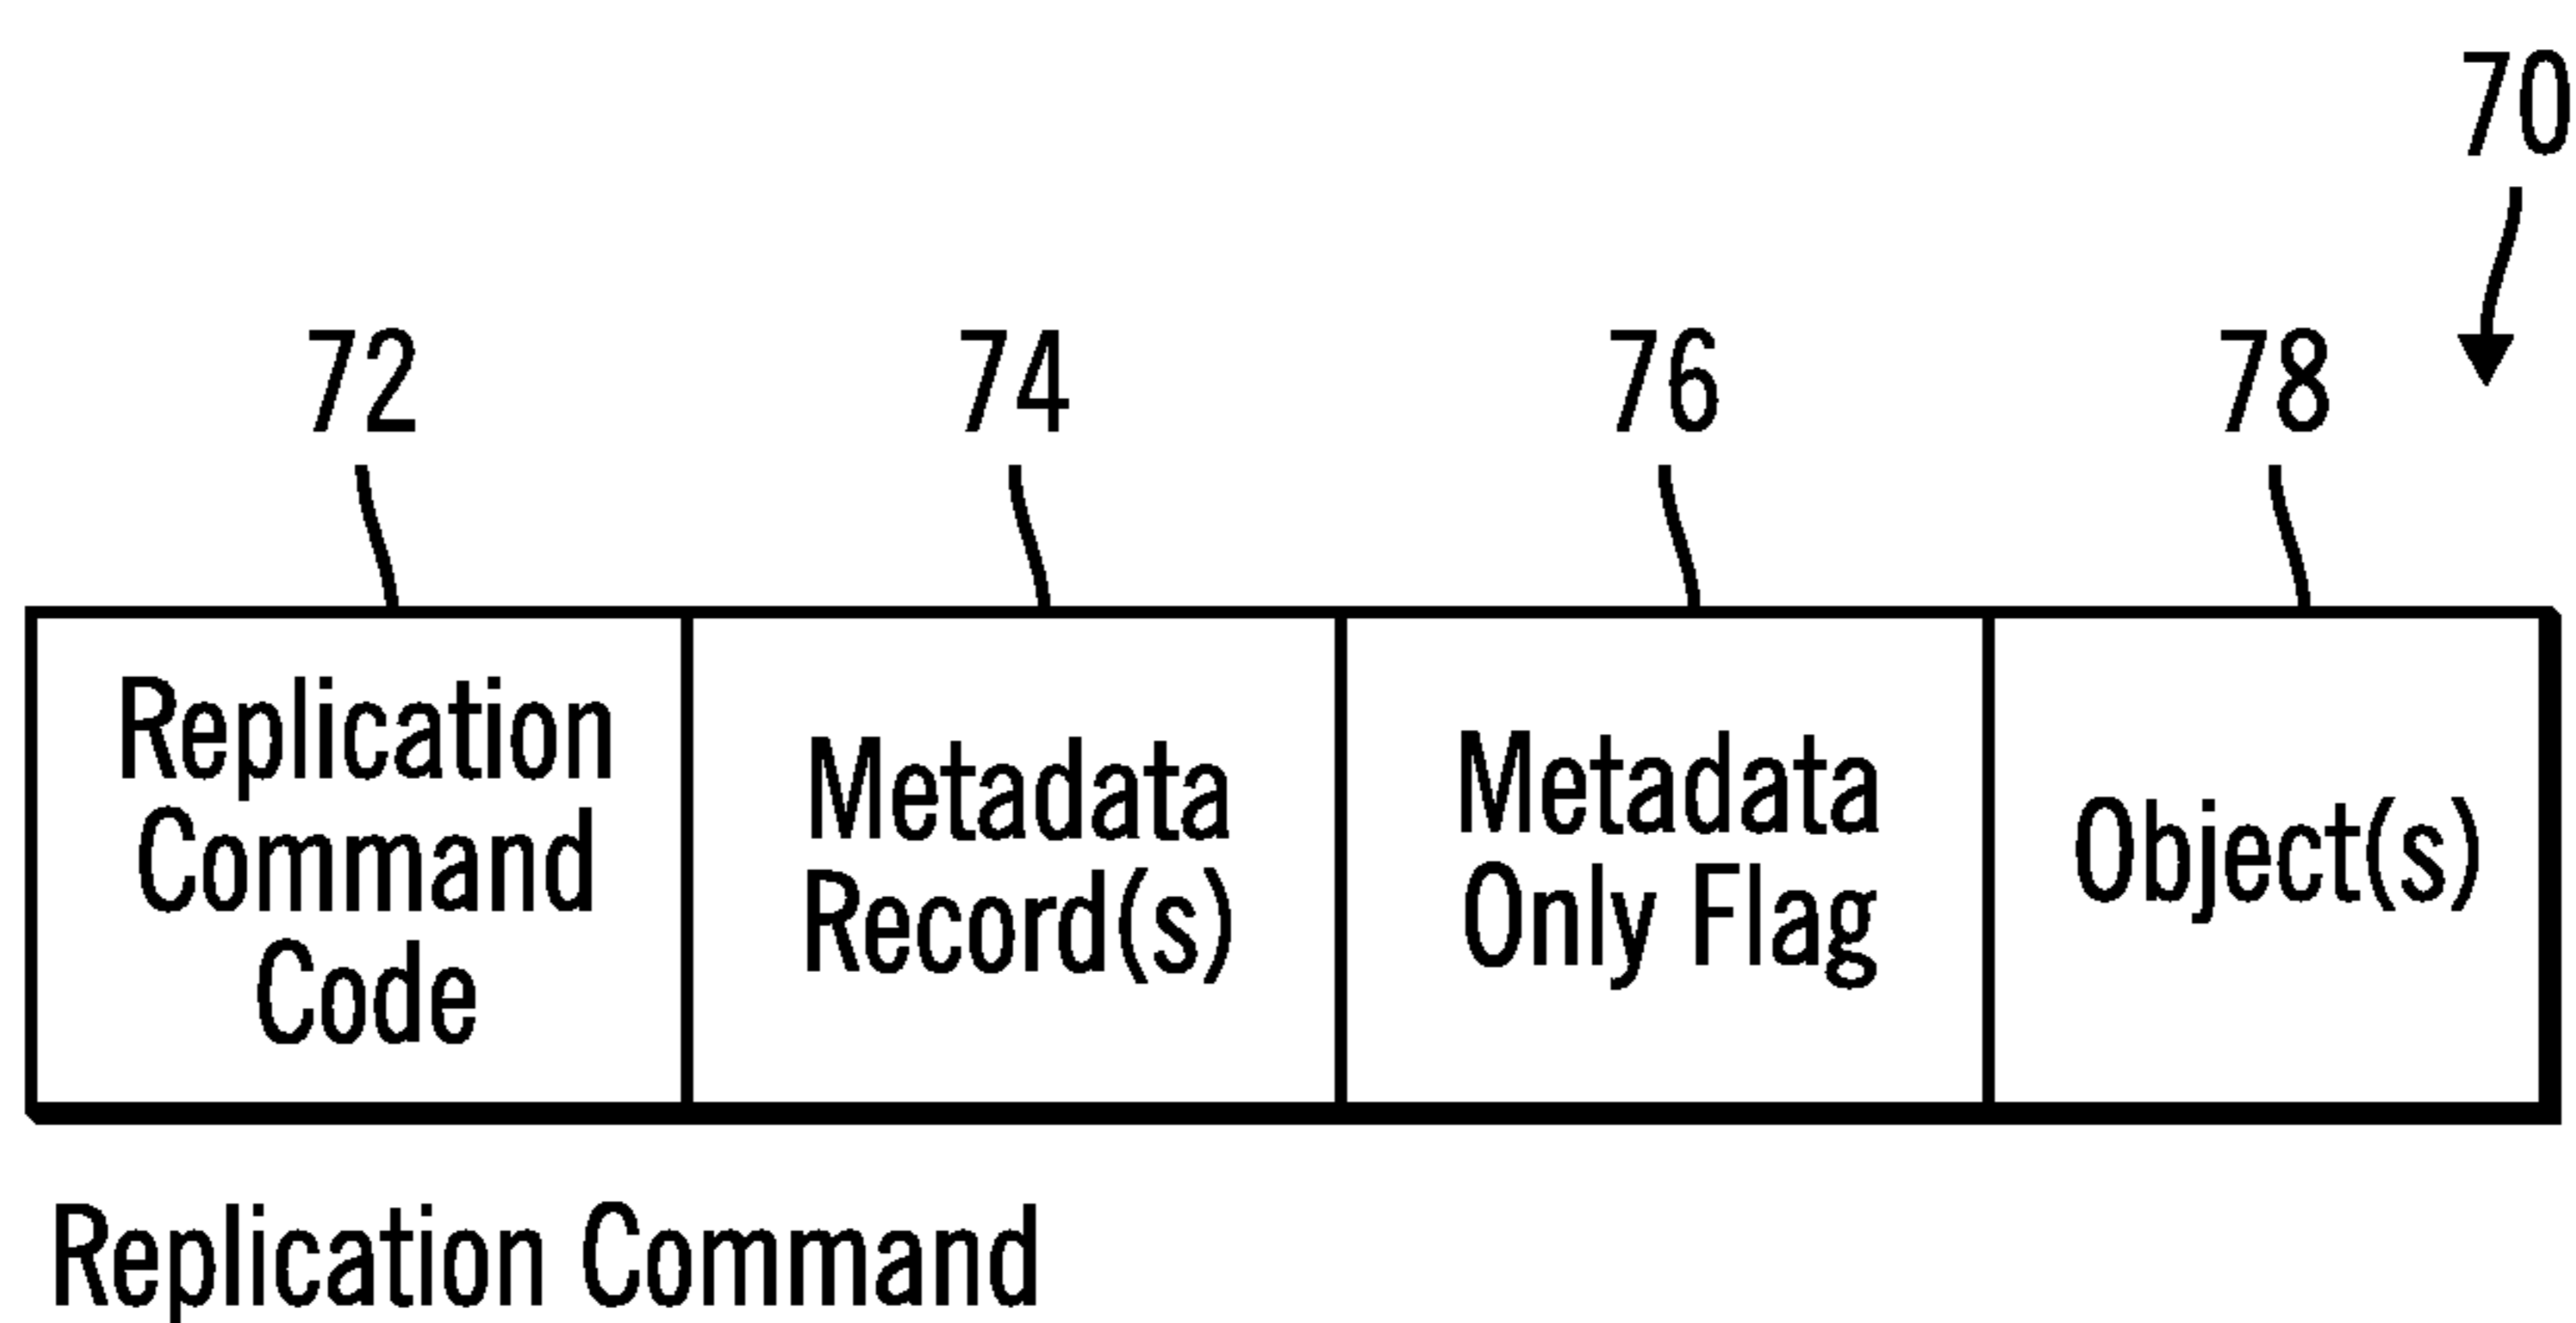 70
72 74 76 78
Replication
Command
Code
Metadata
Record(s)
Metadata
Only Flag
Object(s)
Replication Command